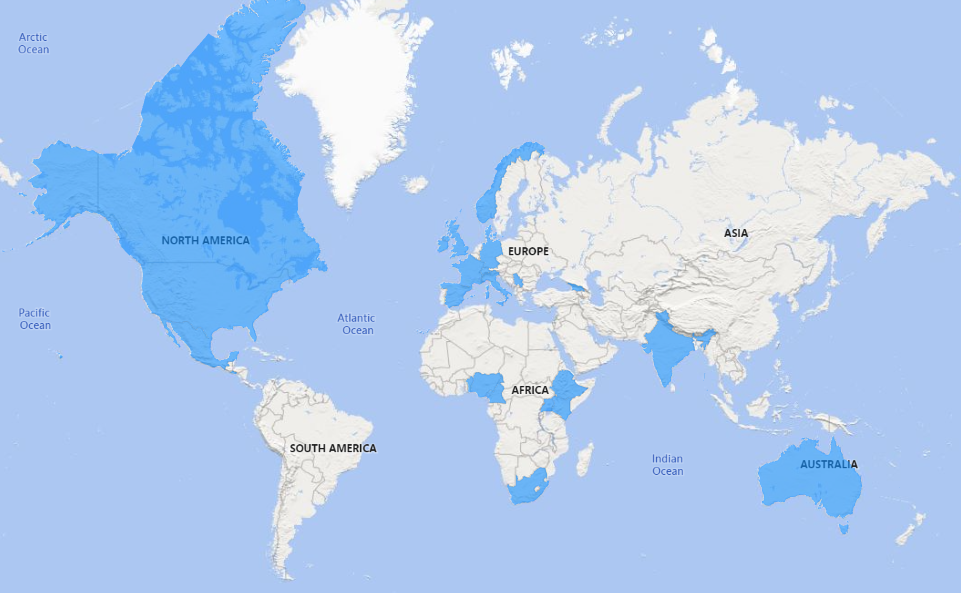 Arctic
Ocean
NORTH AMERICA
EUROPE
ASIA
Pacific
Ocean
Atlantic
Ocean
AFRICA
SOUTH AMERICA
Indian
Ocean
AUSTRALIA